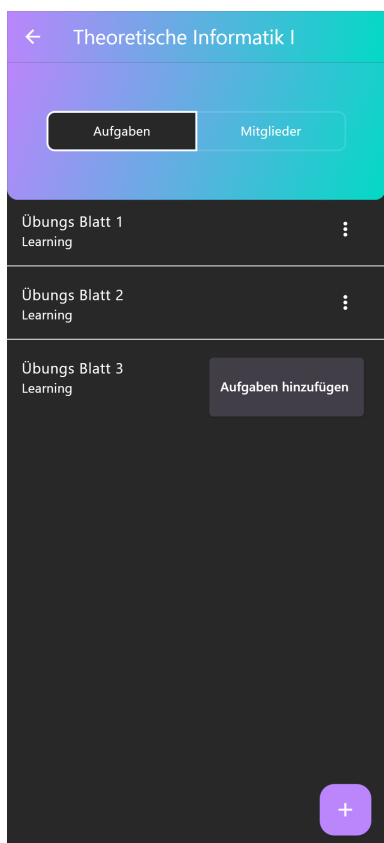 Theoretische Informatik I
Aufgaben
Mitglieder
Übungs Blatt 1
Learning
Übungs Blatt 2
Learning
Übungs Blatt 3
Learning
Aufgaben hinzufügen